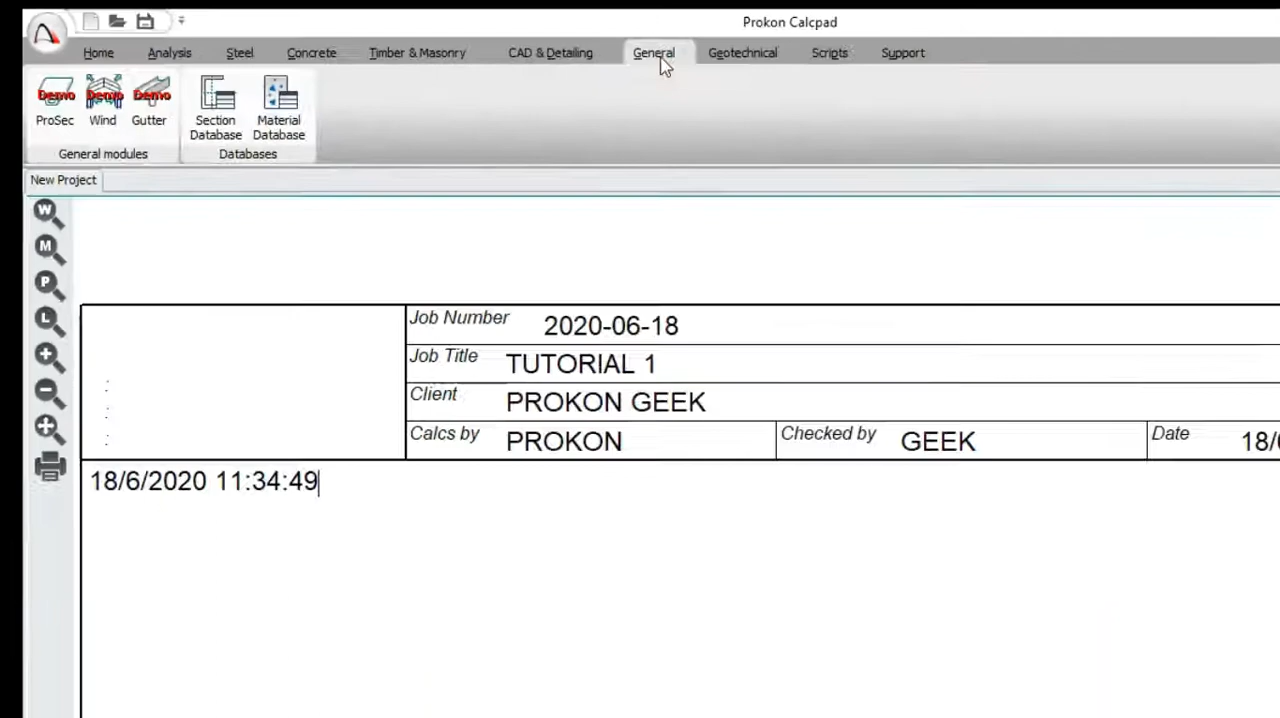 Prokon Calcpad
Home Analysis Steel Concrete Timber & Masonry CAD & Detailing General Geotechnical Scripts Support
Demo Demo Demo
ProSec Wind Gutter Section Database Material Database
General modules Databases
New Project
W
M
P
L
Job Number 2020-06-18
Job Title TUTORIAL 1
Client PROKON GEEK
Calcs by PROKON Checked by GEEK Date 18/
18/6/2020 11:34:49